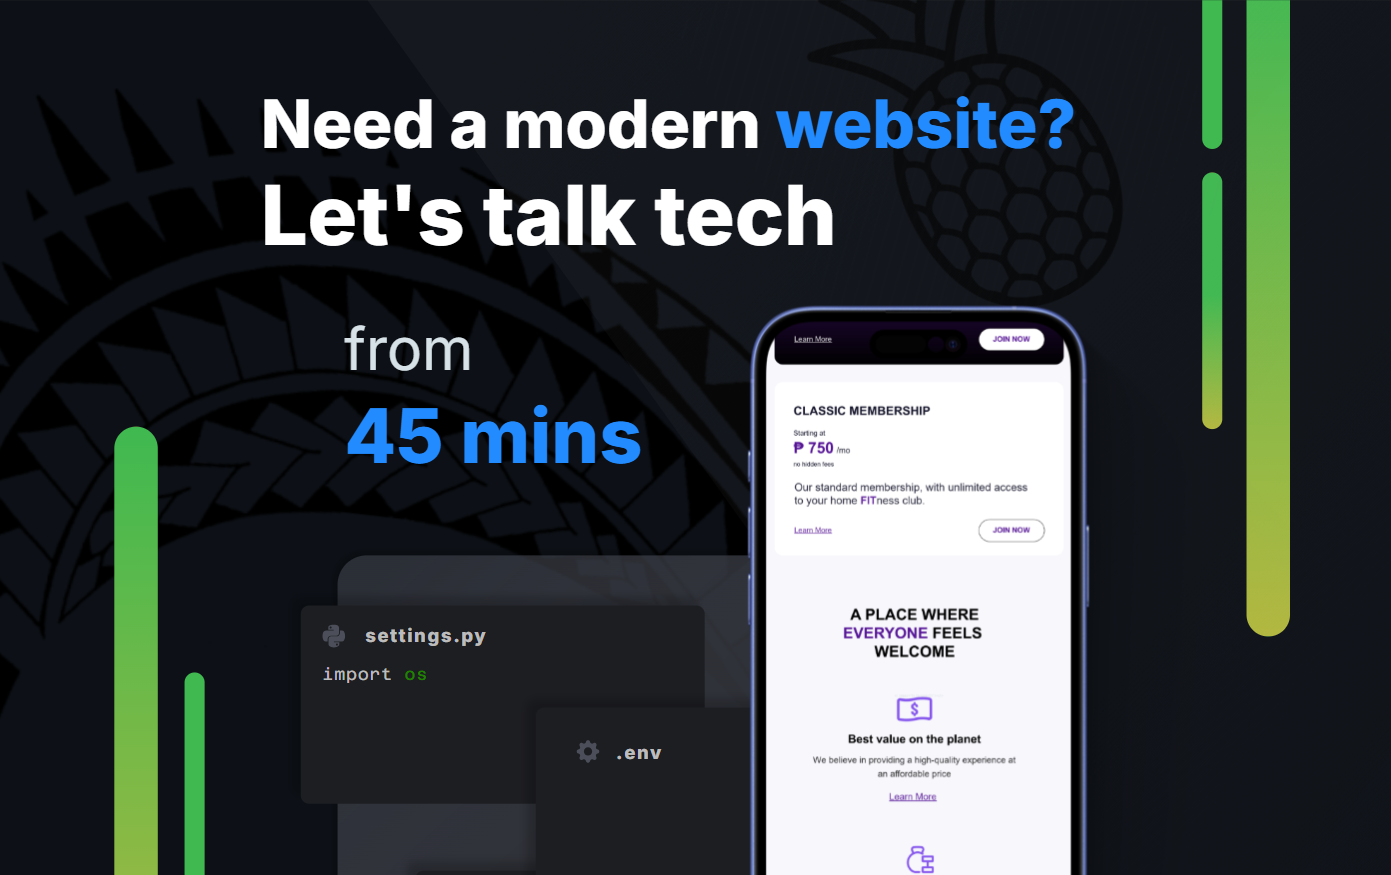 Need a modern website?
Let's talk tech
from
45 mins
settings.py
import os
.env
Learn More
JOIN NOW
CLASSIC MEMBERSHIP
Starting at
₱ 750 /mo
no hidden fees
Our standard membership, with unlimited access
to your home FITness club.
Learn More
JOIN NOW
A PLACE WHERE
EVERYONE FEELS
WELCOME
$
Best value on the planet
We believe in providing a high-quality experience at
an affordable price
Learn More